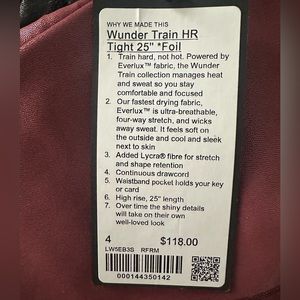 WHY WE MADE THIS
Wunder Train HR
Tight 25" *Foil
1. Train hard, not hot. Powered by
Everlux™ fabric, the Wunder
Train collection manages heat
and sweat so you stay
comfortable and focused
2. Our fastest drying fabric,
Everlux™ is ultra-breathable,
four-way stretch, and wicks
away sweat. It feels soft on
the outside and cool and sleek
next to skin
3. Added Lycra® fibre for stretch
and shape retention
4. Continuous drawcord
5. Waistband pocket holds your key
or card
6. High rise, 25" length
7. Over time the shiny details
will take on their own
well-loved look
4 $118.00
LW5EB3S RFRM
000144350142